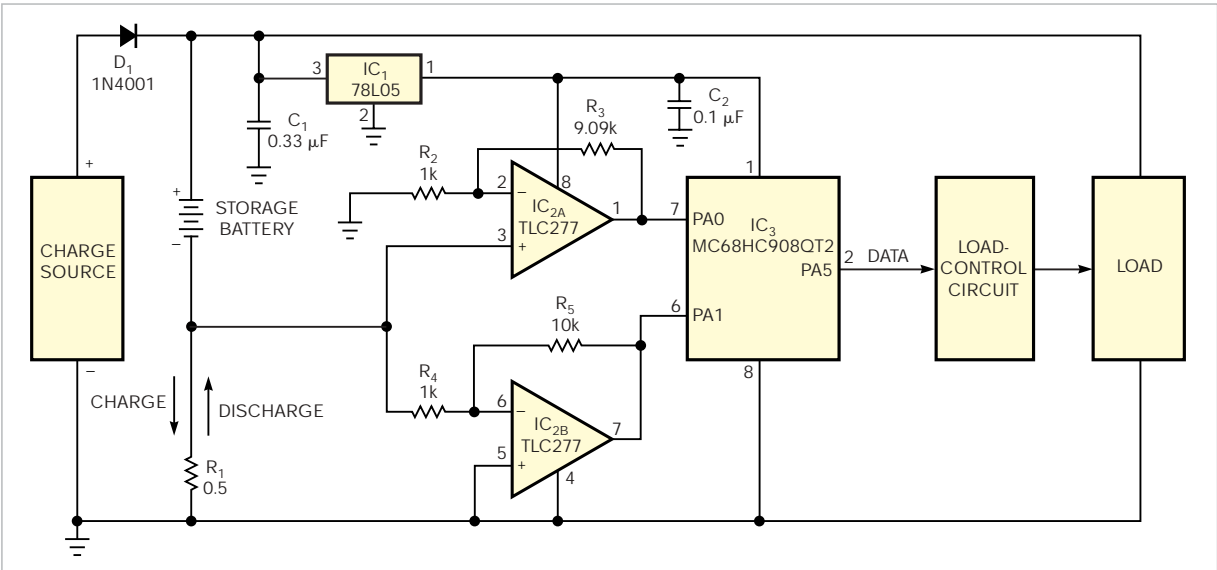 D1
1N4001
3
IC1
78L05
1
2
C1
0.33 µF
C2
0.1 µF
R3
9.09k
R2
1k
+
CHARGE
SOURCE
–
+
–
STORAGE
BATTERY
2
–
8
IC2A
TLC277
1
3
+
1
7
PA0
IC3
MC68HC908QT2
PA5
2
DATA
LOAD-
CONTROL
CIRCUIT
LOAD
6
PA1
8
R5
10k
R4
1k
6
–
IC2B
TLC277
7
5
+
4
CHARGE
DISCHARGE
R1
0.5